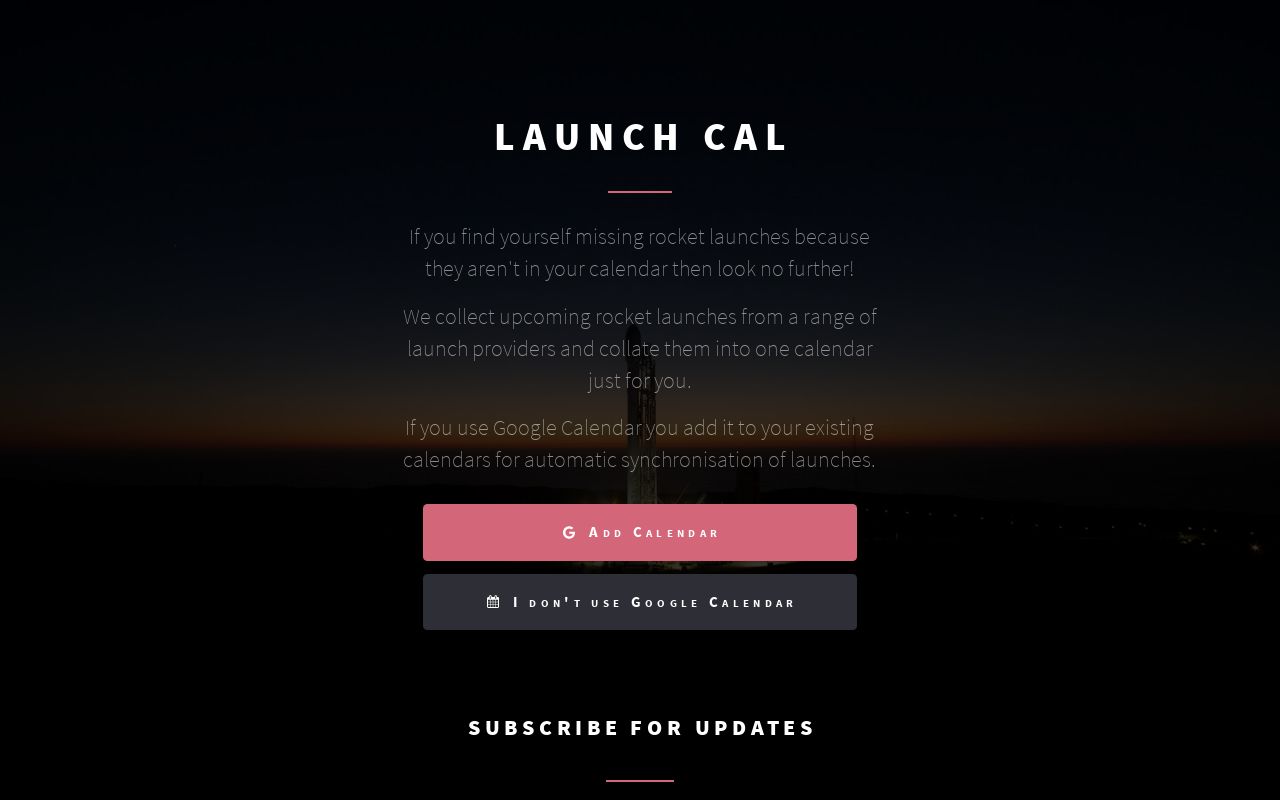 LAUNCH CAL
If you find yourself missing rocket launches because
they aren't in your calendar then look no further!
We collect upcoming rocket launches from a range of
launch providers and collate them into one calendar
just for you.
If you use Google Calendar you add it to your existing
calendars for automatic synchronisation of launches.
G Add Calendar
I don't use Google Calendar
SUBSCRIBE FOR UPDATES